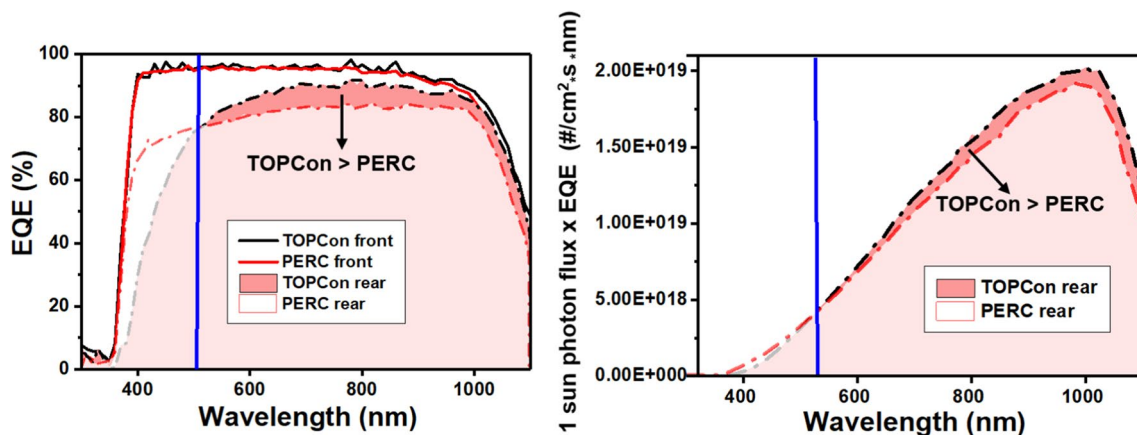 EQE (%)
100
80
60
40
20
0
TOPCon > PERC
TOPCon front
PERC front
TOPCon rear
PERC rear
400
600
800
1000
Wavelength (nm)
1 sun photon flux x EQE (#/cm²*s*nm)
2.00E+019
1.50E+019
1.00E+019
5.00E+018
0.00E+000
TOPCon > PERC
TOPCon rear
PERC rear
400
600
800
1000
Wavelength (nm)